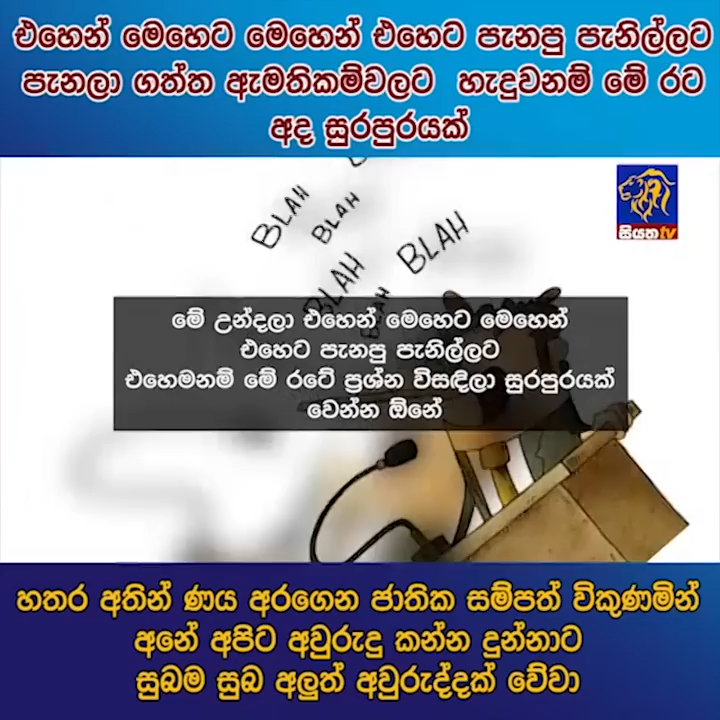 එහෙන් මෙහෙට මෙහෙන් එහෙට පැනපු පැනිල්ලට
පැනලා ගත්ත ඇමතිකම්වලට හැදුවනම් මේ රට
අද සුරපුරයක්
BLAH
BLAH
BLAH
BLAH
BLAH
සියත tv
මේ උන්දලා එහෙන් මෙහෙට මෙහෙන්
එහෙට පැනපු පැනිල්ලට
එහෙමනම් මේ රටේ ප්‍රශ්න විසඳිලා සුරපුරයක්
වෙන්න ඕනේ
හතර අතින් ණය අරගෙන ජාතික සම්පත් විකුණමින්
අනේ අපිට අවුරුදු කන්න දුන්නාට
සුබම සුබ අලුත් අවුරුද්දක් වේවා